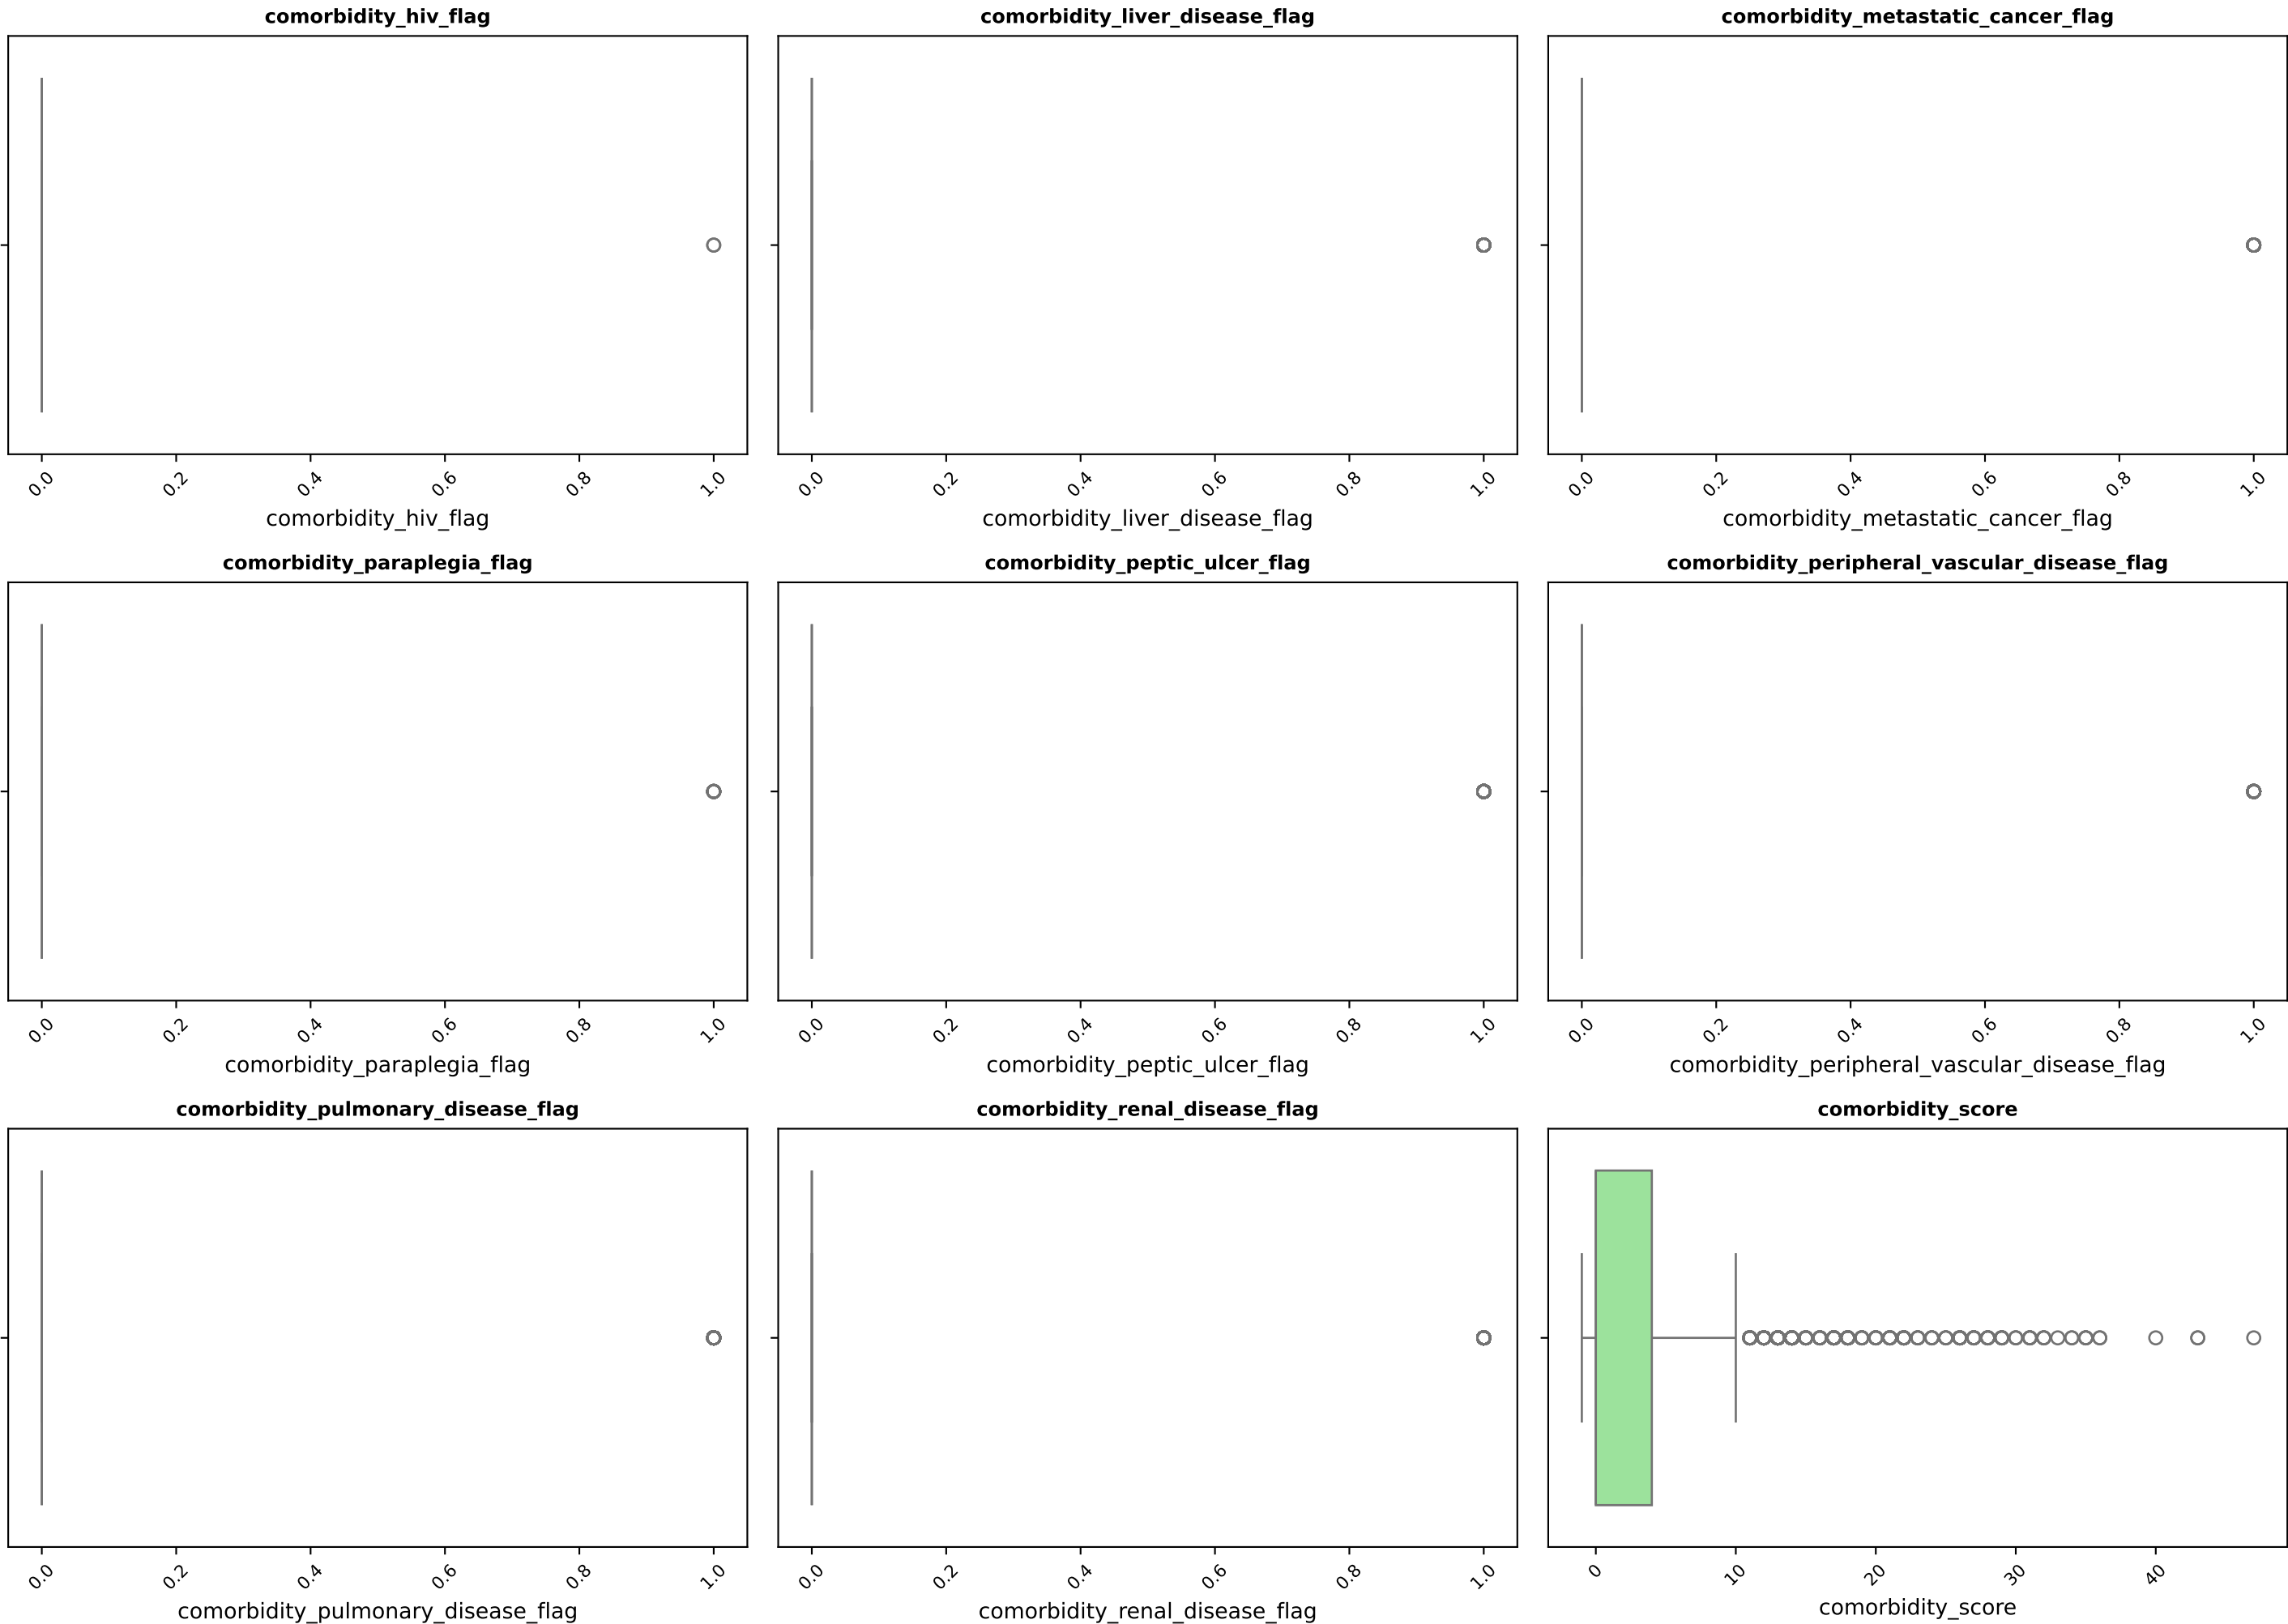 comorbidity_hiv_flag comorbidity_liver_disease_flag comorbidity_metastatic_cancer_flag
0.0 0.2 0.4 0.6 0.8 1.0 0.0 0.2 0.4 0.6 0.8 1.0 0.0 0.2 0.4 0.6 0.8 1.0
comorbidity_hiv_flag comorbidity_liver_disease_flag comorbidity_metastatic_cancer_flag
comorbidity_paraplegia_flag comorbidity_peptic_ulcer_flag comorbidity_peripheral_vascular_disease_flag
0.0 0.2 0.4 0.6 0.8 1.0 0.0 0.2 0.4 0.6 0.8 1.0 0.0 0.2 0.4 0.6 0.8 1.0
comorbidity_paraplegia_flag comorbidity_peptic_ulcer_flag comorbidity_peripheral_vascular_disease_flag
comorbidity_pulmonary_disease_flag comorbidity_renal_disease_flag comorbidity_score
0.0 0.2 0.4 0.6 0.8 1.0 0.0 0.2 0.4 0.6 0.8 1.0 0 10 20 30 40
comorbidity_pulmonary_disease_flag comorbidity_renal_disease_flag comorbidity_score